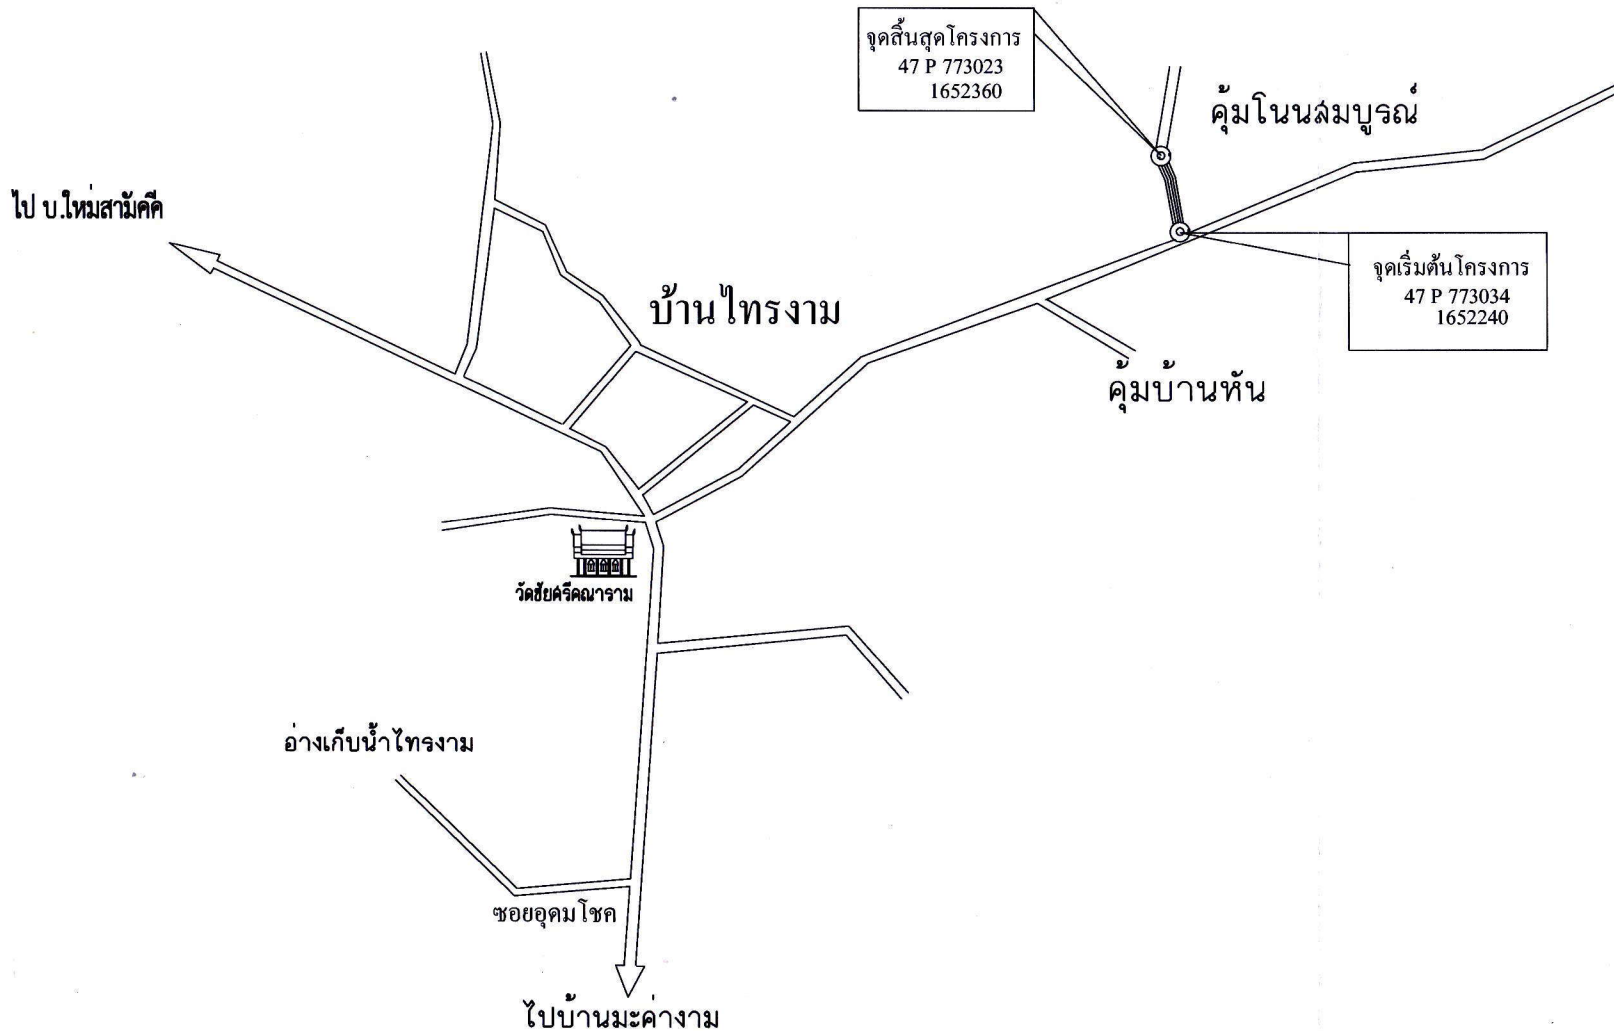 จุดสิ้นสุดโครงการ
47 P 773023
1652360
คุ้มโนนสมบูรณ์
ไป บ.ใหม่สามัคคี
จุดเริ่มต้นโครงการ
47 P 773034
1652240
บ้านไทรงาม
คุ้มบ้านหัน
วัดชัยศรีคณาราม
อ่างเก็บน้ำไทรงาม
ซอยอุดมโชค
ไปบ้านมะค่างาม